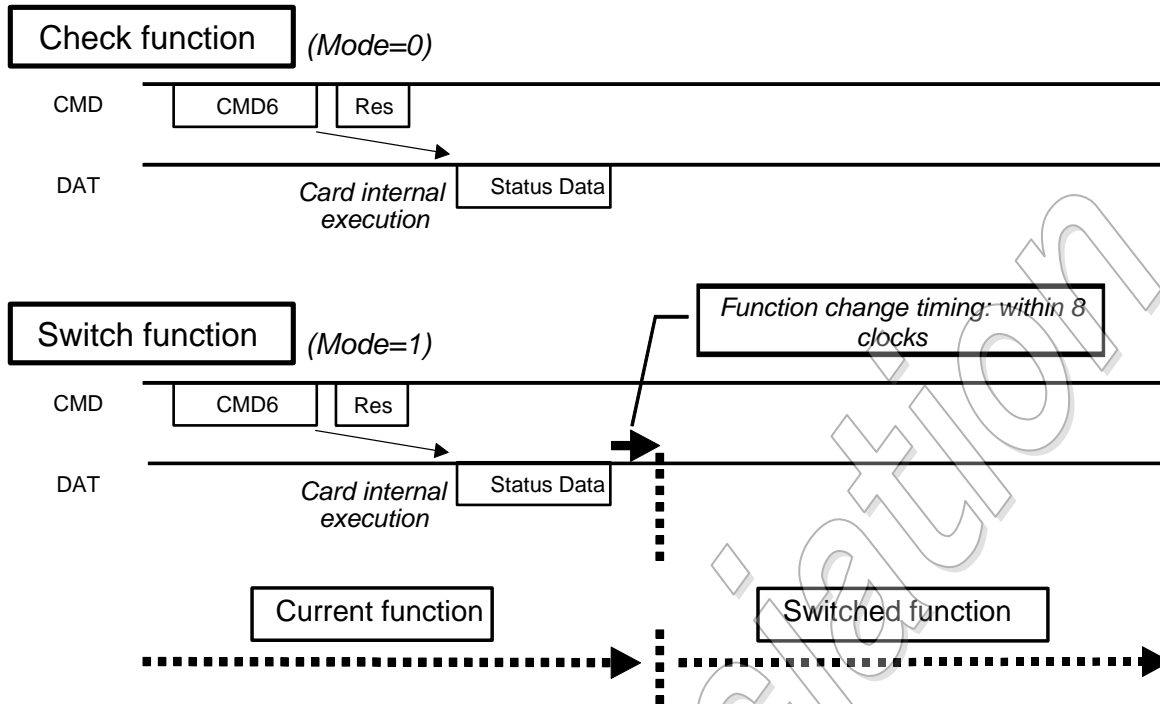 Check function
(Mode=0)
CMD
CMD6
Res
DAT
Card internal
execution
Status Data
Function change timing: within 8
clocks
Switch function
(Mode=1)
CMD
CMD6
Res
DAT
Card internal
execution
Status Data
Current function
Switched function